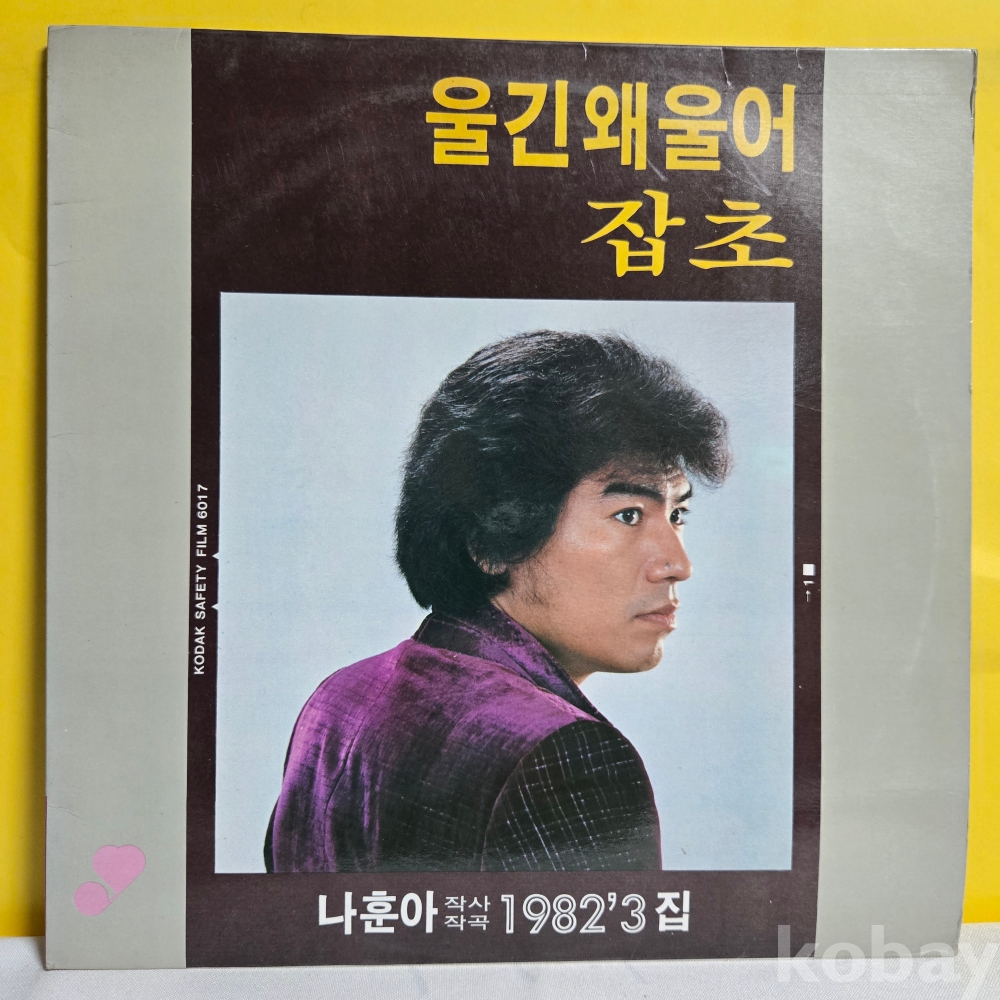 울긴왜울어
잡초
KODAK SAFETY FILM 6017
→1
나훈아 작사 작곡 1982'3 집
kobay